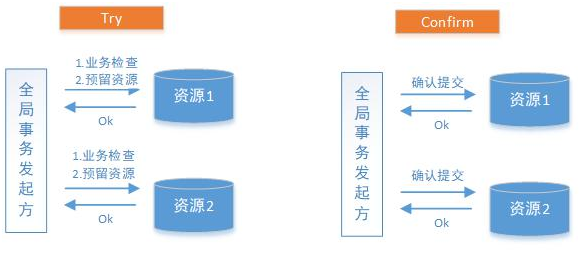 Try
全局事务发起方
1.业务检查
2.预留资源
Ok
资源1
1.业务检查
2.预留资源
Ok
资源2
Confirm
全局事务发起方
确认提交
Ok
资源1
确认提交
Ok
资源2